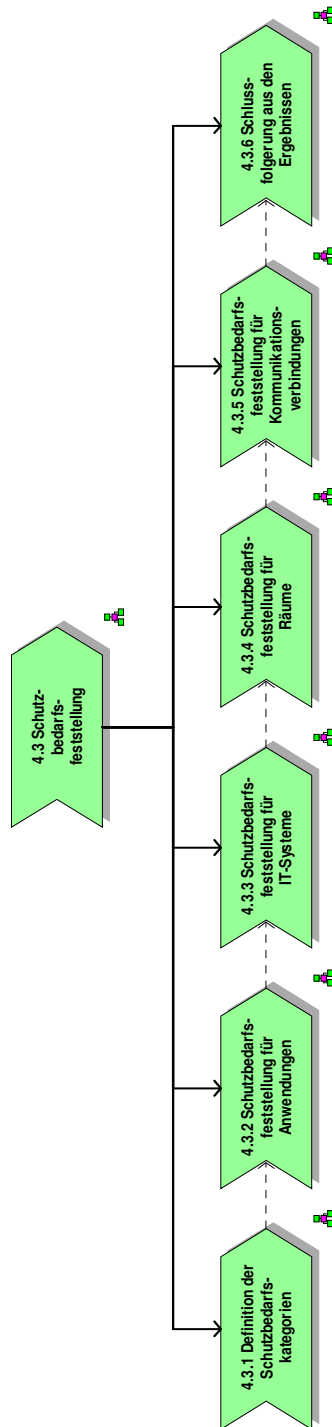 4.3 Schutz-
bedarfs-
feststellung
4.3.1 Definition der
Schutzbedarfs-
kategorien
4.3.2 Schutzbedarfs-
feststellung für
Anwendungen
4.3.3 Schutzbedarfs-
feststellung für
IT-Systeme
4.3.4 Schutzbedarfs-
feststellung für
Räume
4.3.5 Schutzbedarfs-
feststellung für
Kommunikations-
verbindungen
4.3.6 Schluss-
folgerung aus den
Ergebnissen